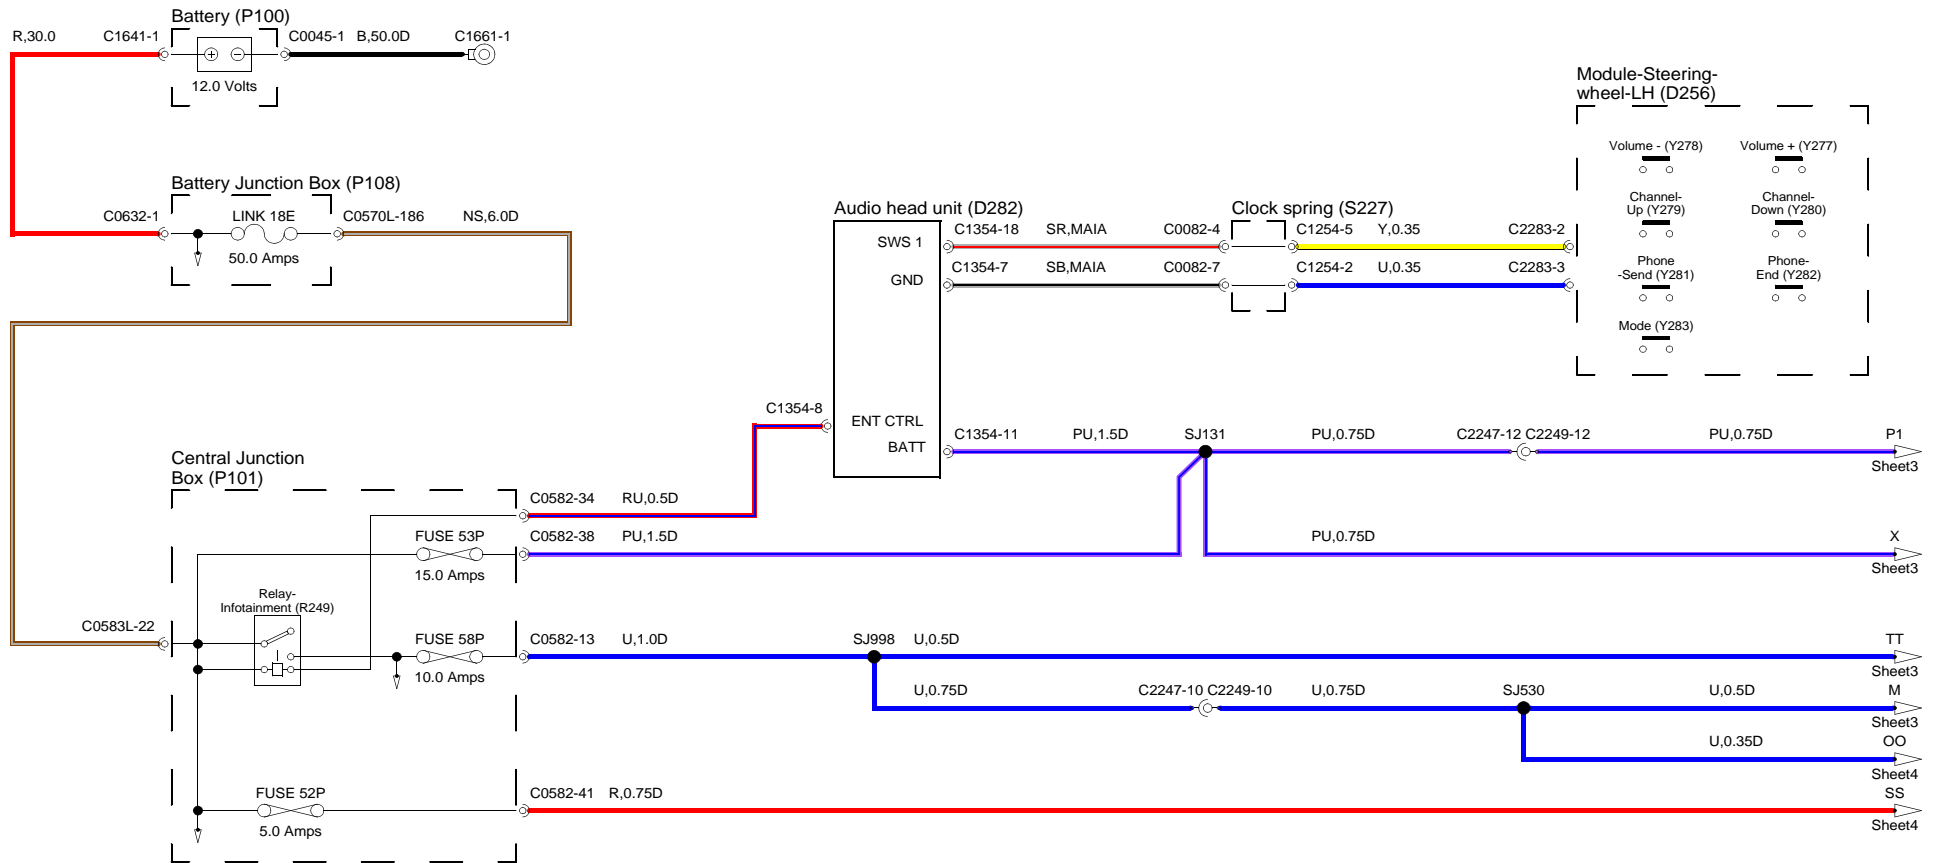 Battery (P100)
R,30.0
C1641-1
C0045-1
B,50.0D
C1661-1
12.0 Volts
Module-Steering-
wheel-LH (D256)
Volume - (Y278)
Volume + (Y277)
Channel-
Up (Y279)
Channel-
Down (Y280)
Phone
-Send (Y281)
Phone-
End (Y282)
Mode (Y283)
Battery Junction Box (P108)
C0632-1
LINK 18E
C0570L-186
NS,6.0D
50.0 Amps
Audio head unit (D282)
Clock spring (S227)
SWS 1
C1354-18
SR,MAIA
C0082-4
C1254-5
Y,0.35
C2283-2
GND
C1354-7
SB,MAIA
C0082-7
C1254-2
U,0.35
C2283-3
C1354-8
ENT CTRL
BATT
C1354-11
PU,1.5D
SJ131
PU,0.75D
C2247-12 C2249-12
PU,0.75D
P1
Sheet3
Central Junction
Box (P101)
C0582-34
RU,0.5D
FUSE 53P
15.0 Amps
C0582-38
PU,1.5D
PU,0.75D
X
Sheet3
Relay-
Infotainment (R249)
C0583L-22
FUSE 58P
10.0 Amps
C0582-13
U,1.0D
SJ998
U,0.5D
TT
Sheet3
U,0.75D
C2247-10 C2249-10
U,0.75D
SJ530
U,0.5D
M
Sheet3
U,0.35D
OO
Sheet4
FUSE 52P
5.0 Amps
C0582-41
R,0.75D
SS
Sheet4